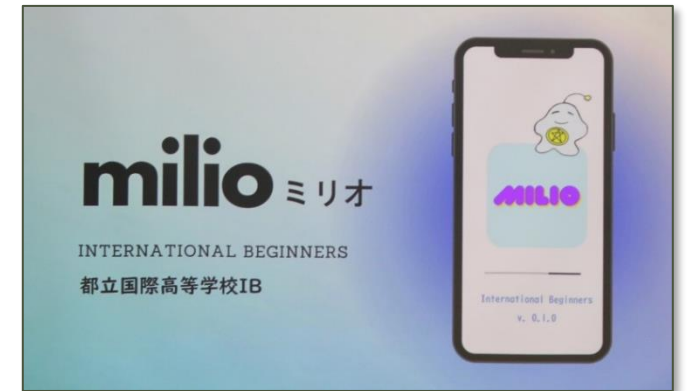 milio ミリオ
INTERNATIONAL BEGINNERS
都立国際高等学校IB
MILIO
International Beginners
v. 0.1.0